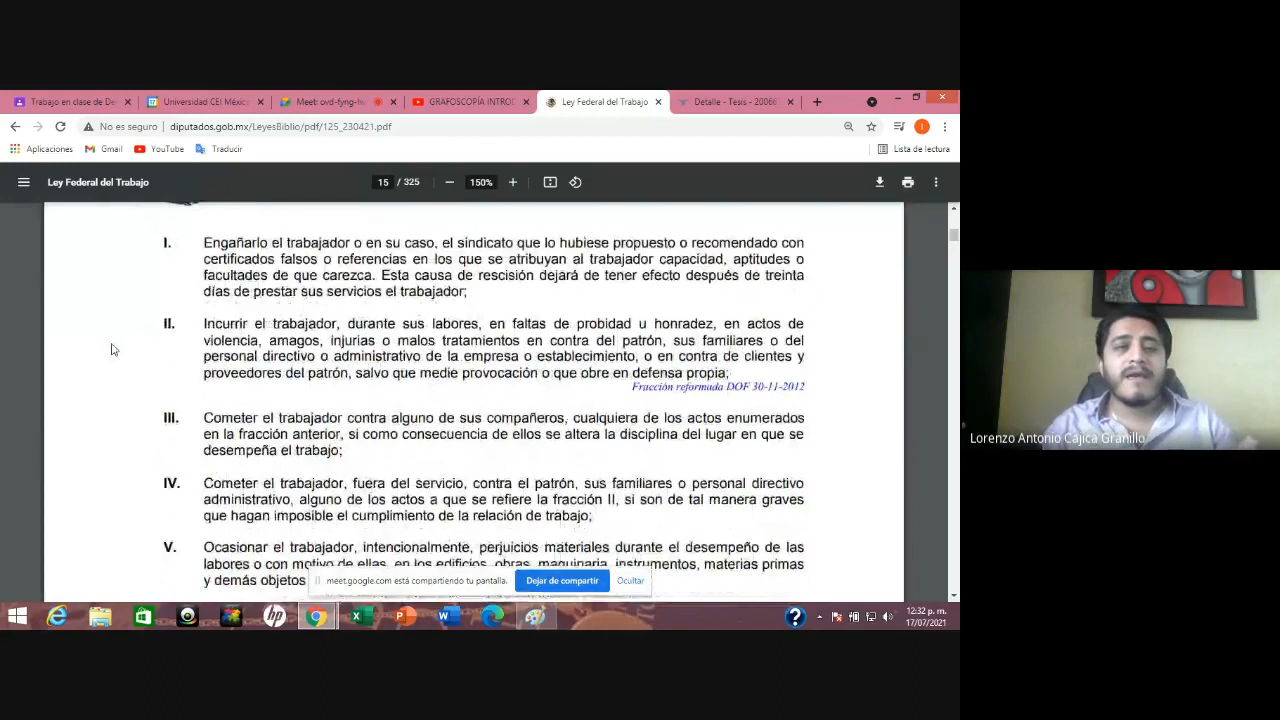 Trabajo en clase de De
Universidad CEI México
Meet: ovd-fyng-h
GRAFOSCOPÍA INTROD
Ley Federal del Trabajo
Detalle - Tesis - 20066
No es seguro
deputados.gob.mx/LeyesBiblio/pdf/125_230421.pdf
Aplicaciones
Gmail
YouTube
Traducir
Lista de lectura
Ley Federal del Trabajo
15 / 325
150%
I. Engañarlo el trabajador o en su caso, el sindicato que lo hubiese propuesto o recomendado con
certificados falsos o referencias en los que se atribuyan al trabajador capacidad, aptitudes o
facultades de que carezca. Esta causa de rescisión dejará de tener efecto después de treinta
días de prestar sus servicios el trabajador;
II. Incurrir el trabajador, durante sus labores, en faltas de probidad u honradez, en actos de
violencia, amagos, injurias o malos tratamientos en contra del patrón, sus familiares o del
personal directivo o administrativo de la empresa o establecimiento, o en contra de clientes y
proveedores del patrón, salvo que medie provocación o que obre en defensa propia;
Fracción reformada DOF 30-11-2012
III. Cometer el trabajador contra alguno de sus compañeros, cualquiera de los actos enumerados
en la fracción anterior, si como consecuencia de ellos se altera la disciplina del lugar en que se
desempeña el trabajo;
IV. Cometer el trabajador, fuera del servicio, contra el patrón, sus familiares o personal directivo
administrativo, alguno de los actos a que se refiere la fracción II, si son de tal manera graves
que hagan imposible el cumplimiento de la relación de trabajo;
V. Ocasionar el trabajador, intencionalmente, perjuicios materiales durante el desempeño de las
labores o con motivo de ellas, en los edificios, obras, maquinaria, instrumentos, materias primas
y demás objetos
meet.google.com está compartiendo tu pantalla.
Dejar de compartir
Ocultar
Lorenzo Antonio Cajica Granillo
12:32 p. m.
17/07/2021